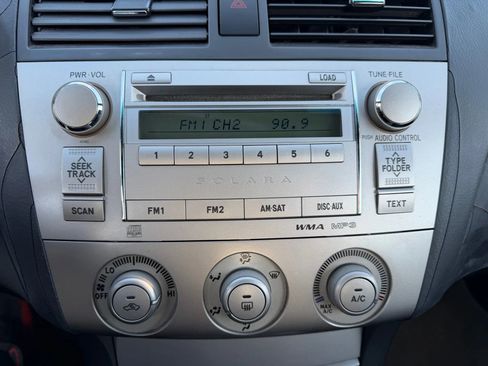 PWR·VOL
LOAD
TUNE·FILE
FM1 CH2 90.9
PUSH AUDIO CONTROL
1 2 3 4 5 6
SEEK
TRACK
TYPE
FOLDER
SOLARA
SCAN
FM1 FM2 AM·SAT DISC·AUX
TEXT
WMA MP3
LO
OFF HI
MAX
A/C
A/C